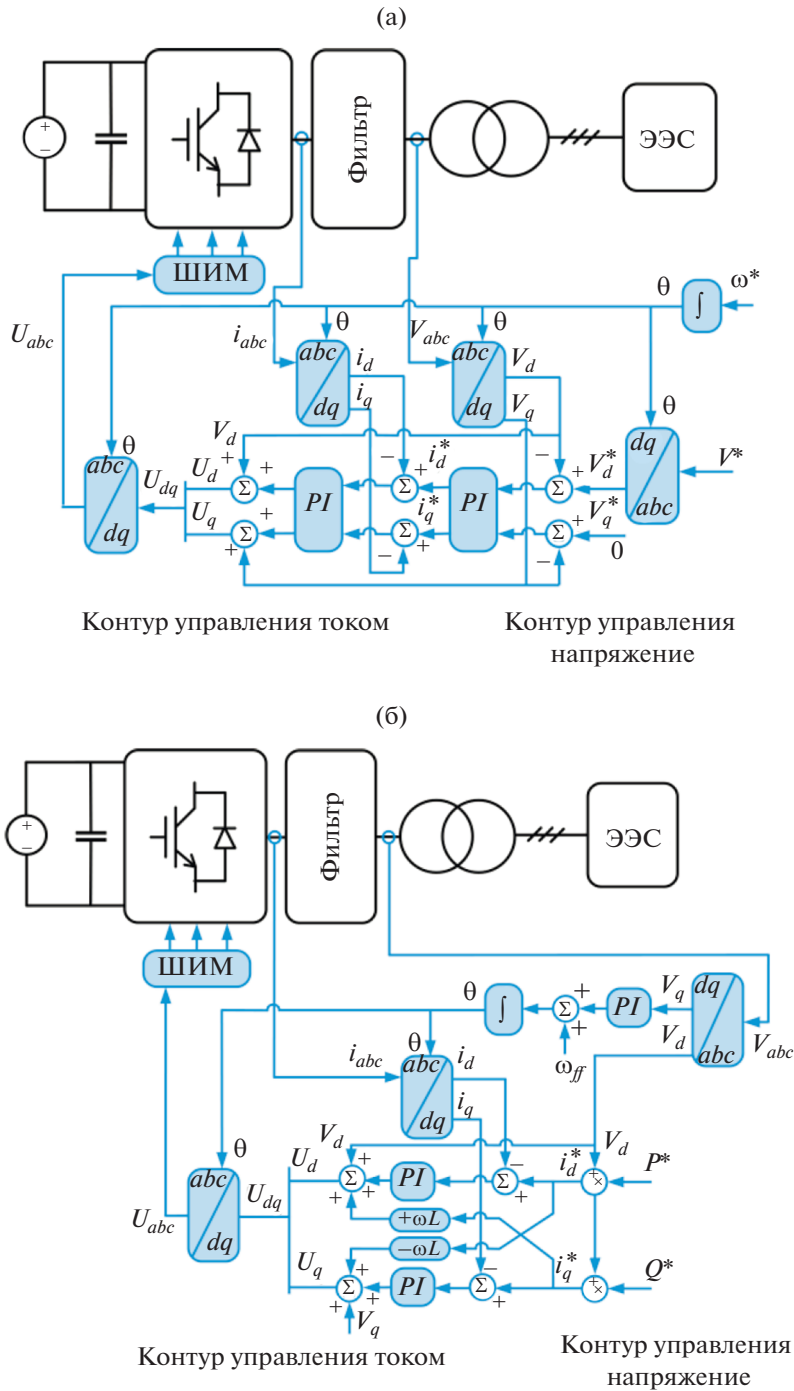 (а)
+
−
Фильтр
ЭЭС
ШИМ
θ
∫
ω*
U_abc
i_abc
θ
abc
dq
i_d
i_q
V_abc
θ
abc
dq
V_d
V_q
θ
dq
abc
V*
V_d
θ
abc
dq
U_dq
U_d
U_q
+
+
Σ
+
+
Σ
PI
−
i_d*
+
Σ
i_q*
+
−
Σ
PI
−
+
V_d*
Σ
+
V_q*
−
Σ
0
Контур управления током
Контур управления
напряжение
(б)
+
−
Фильтр
ЭЭС
ШИМ
θ
∫
Σ
+
+
ω_ff
PI
V_q
V_d
dq
abc
V_abc
i_abc
θ
abc
dq
i_d
i_q
θ
abc
dq
U_abc
U_dq
U_d
V_d
+
+
+
Σ
PI
−
+
Σ
i_d*
V_d
+
×
P*
+ωL
−ωL
U_q
+
+
+
Σ
V_q
PI
−
+
Σ
i_q*
+
×
Q*
Контур управления током
Контур управления
напряжение